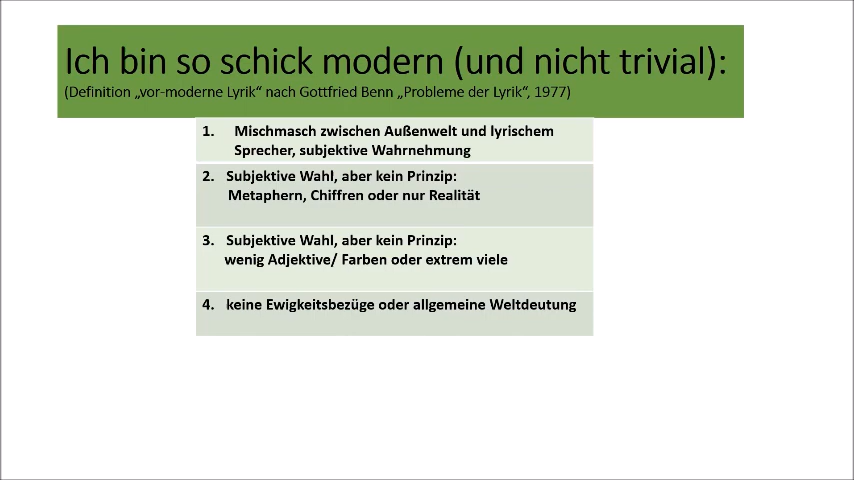 Ich bin so schick modern (und nicht trivial):
(Definition „vor-moderne Lyrik“ nach Gottfried Benn „Probleme der Lyrik“, 1977)
1. Mischmasch zwischen Außenwelt und lyrischem
Sprecher, subjektive Wahrnehmung
2. Subjektive Wahl, aber kein Prinzip:
Metaphern, Chiffren oder nur Realität
3. Subjektive Wahl, aber kein Prinzip:
wenig Adjektive/ Farben oder extrem viele
4. keine Ewigkeitsbezüge oder allgemeine Weltdeutung